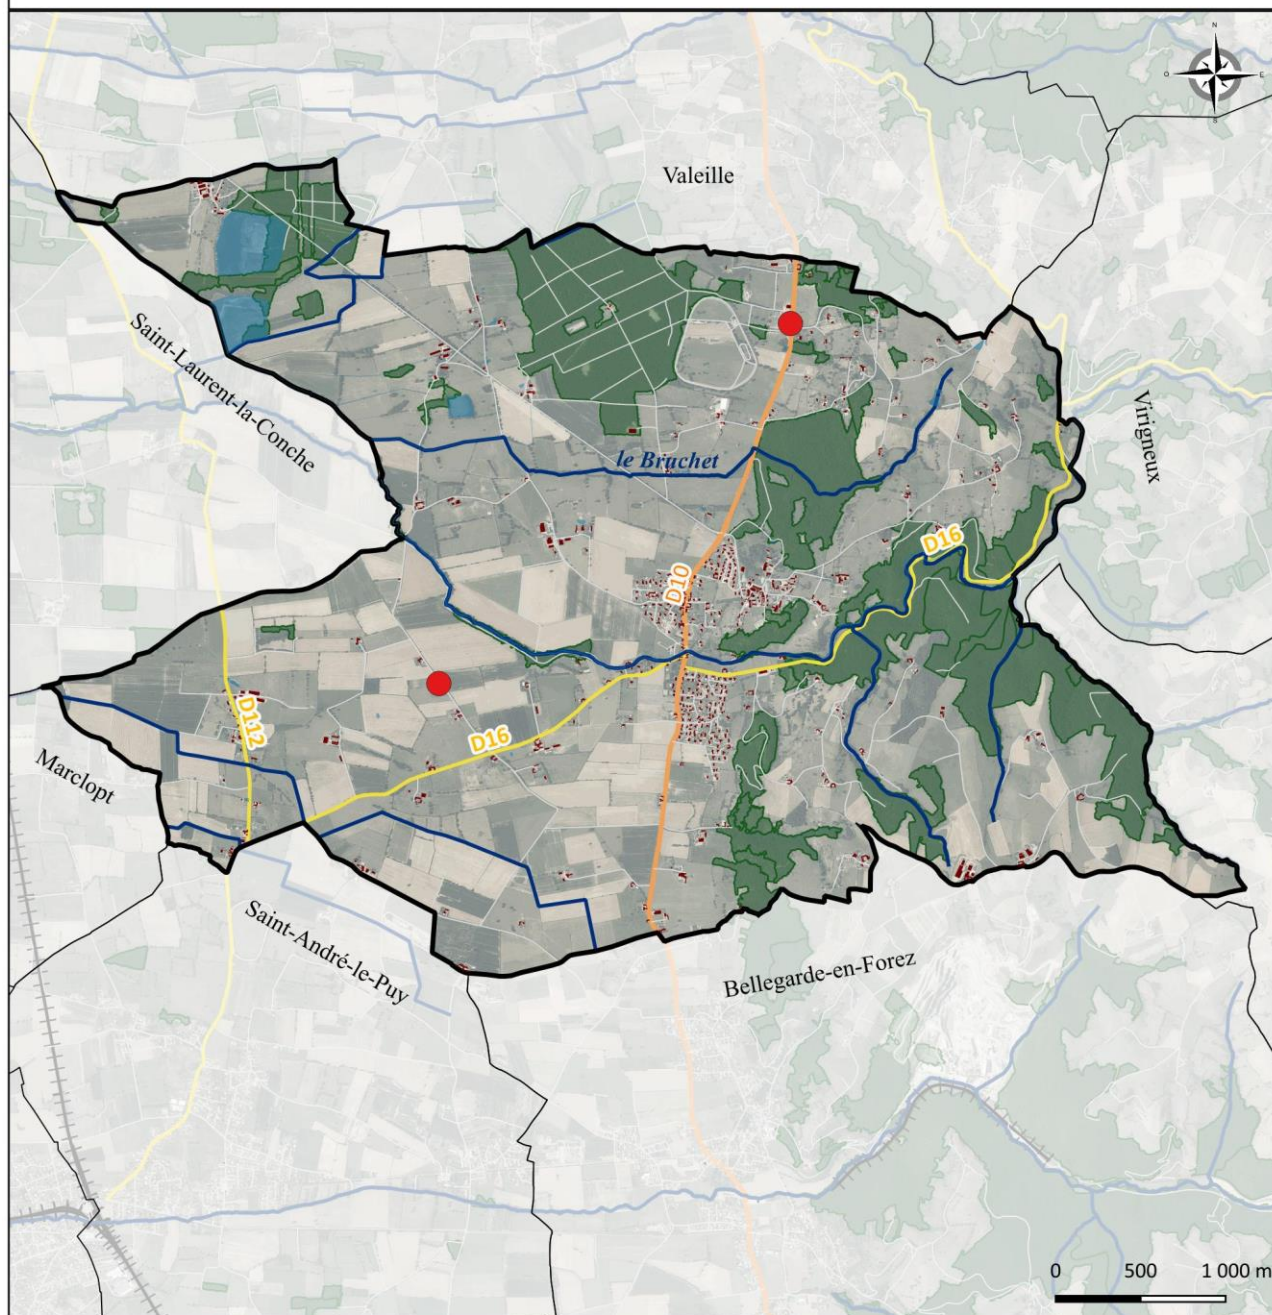 N
O
E
S
Valeille
Saint-Laurent-la-Conche
Virigneux
le Bruchet
D16
D10
D112
D16
Marclopt
Saint-André-le-Puy
Bellegarde-en-Forez
0 500 1 000 m